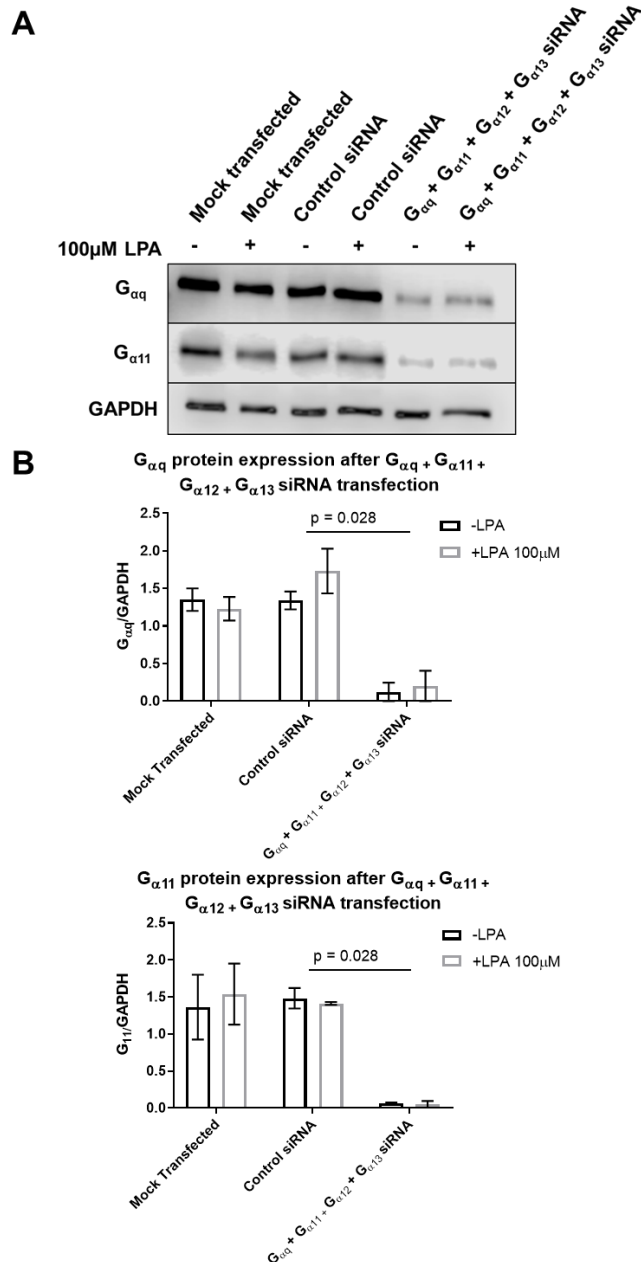 A
Mock transfected
Mock transfected
Control siRNA
Control siRNA
Gαq + Gα11 + Gα12 + Gα13 siRNA
Gαq + Gα11 + Gα12 + Gα13 siRNA
100µM LPA - + - + - +
Gαq
Gα11
GAPDH
B
Gαq protein expression after Gαq + Gα11 +
Gα12 + Gα13 siRNA transfection
p = 0.028
-LPA
+LPA 100μM
Gαq/GAPDH
2.5
2.0
1.5
1.0
0.5
0.0
Mock Transfected
Control siRNA
Gαq + Gα11 + Gα12 + Gα13 siRNA
Gα11 protein expression after Gαq + Gα11 +
Gα12 + Gα13 siRNA transfection
p = 0.028
-LPA
+LPA 100μM
G11/GAPDH
2.5
2.0
1.5
1.0
0.5
0.0
Mock Transfected
Control siRNA
Gαq + Gα11 + Gα12 + Gα13 siRNA